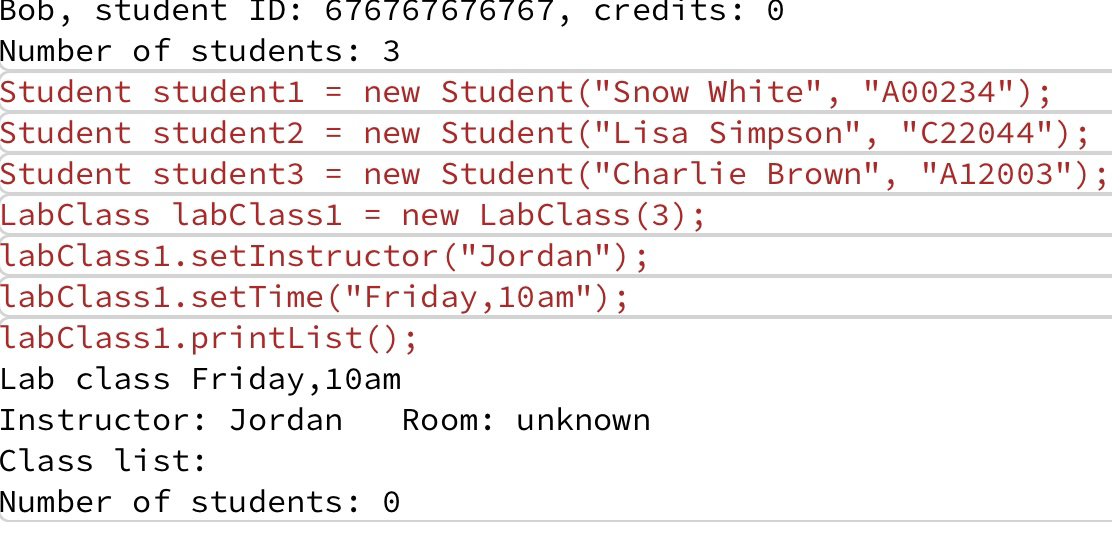 Bob, student ID: 676767676767, credits: 0
Number of students: 3
Student student1 = new Student("Snow White", "A00234");
Student student2 = new Student("Lisa Simpson", "C22044");
Student student3 = new Student("Charlie Brown", "A12003");
LabClass labClass1 = new LabClass(3);
labClass1.setInstructor("Jordan");
labClass1.setTime("Friday,10am");
labClass1.printList();
Lab class Friday,10am
Instructor: Jordan   Room: unknown
Class list:
Number of students: 0